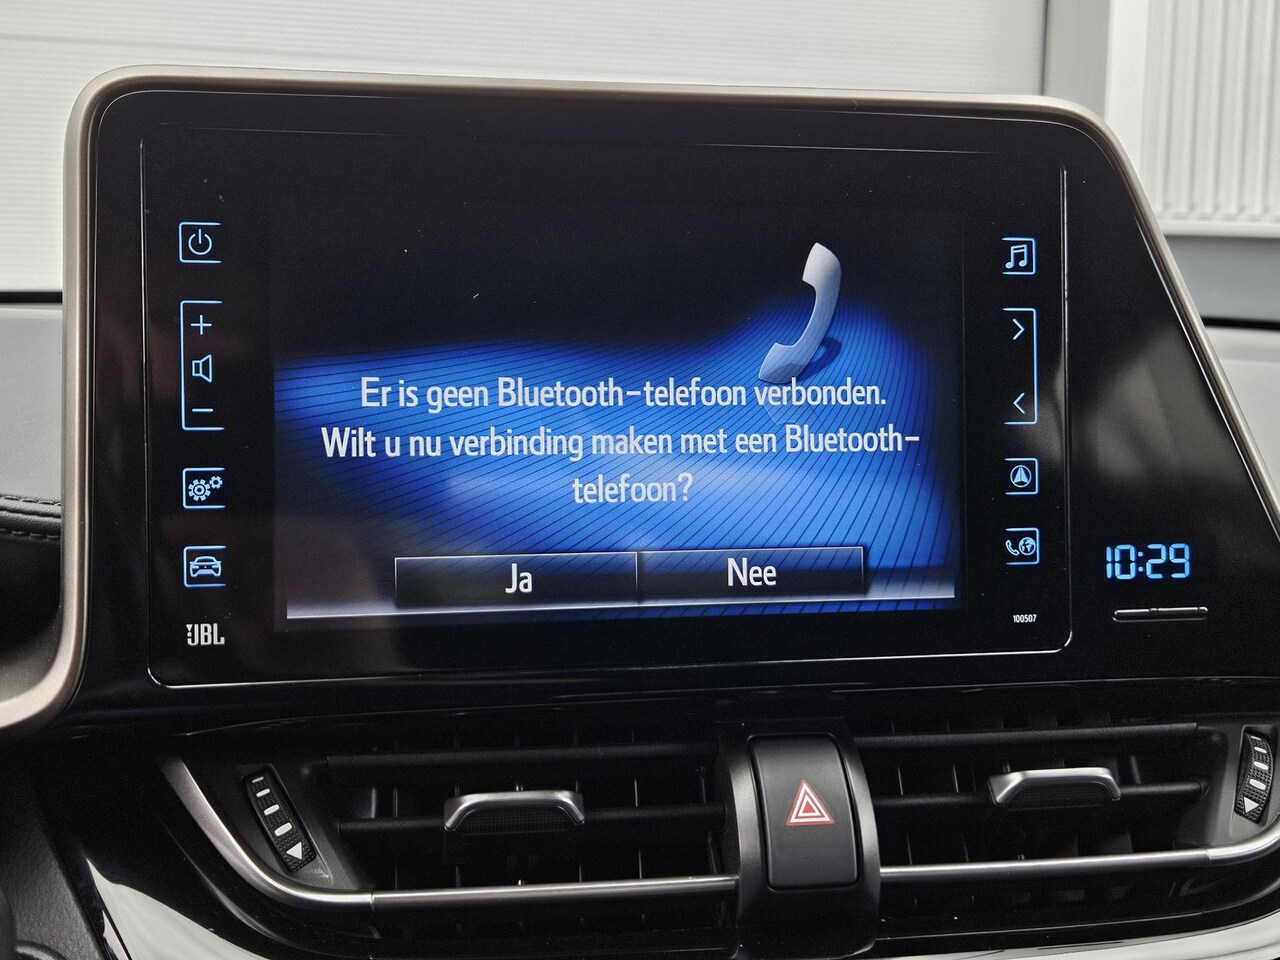 Er is geen Bluetooth-telefoon verbonden.
Wilt u nu verbinding maken met een Bluetooth-
telefoon?
Ja
Nee
JBL
100507
10:29